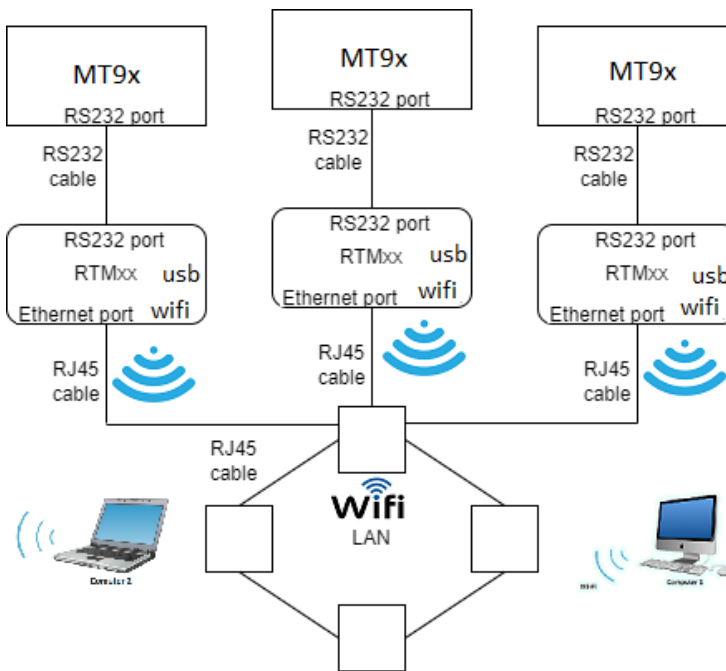 MT9x
RS232 port
MT9x
RS232 port
MT9x
RS232 port
RS232
cable
RS232
cable
RS232
cable
RS232 port
RTMxx usb
Ethernet port wifi
RS232 port
RTMxx usb
Ethernet port wifi
RS232 port
RTMxx usb
Ethernet port wifi
RJ45
cable
RJ45
cable
RJ45
cable
RJ45
cable
Wifi
LAN
Computer 2
Computer 1